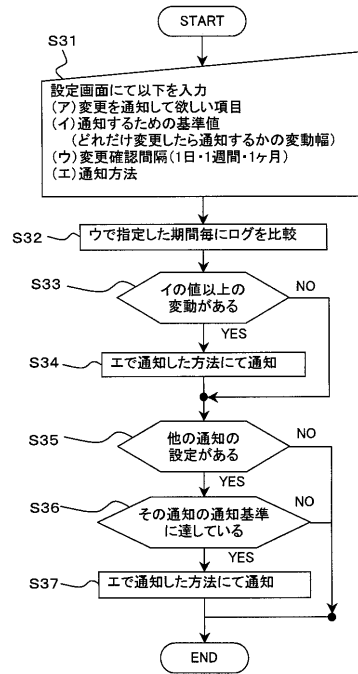 START
S31
設定画面にて以下を入力
(ア)変更を通知して欲しい項目
(イ)通知するための基準値
(どれだけ変更したら通知するかの変動幅)
(ウ)変更確認間隔(1日・1週間・1ヶ月)
(エ)通知方法
S32
ウで指定した期間毎にログを比較
S33
イの値以上の
変動がある
NO
YES
S34
エで通知した方法にて通知
S35
他の通知の
設定がある
NO
YES
S36
その通知の通知基準
に達している
NO
YES
S37
エで通知した方法にて通知
END